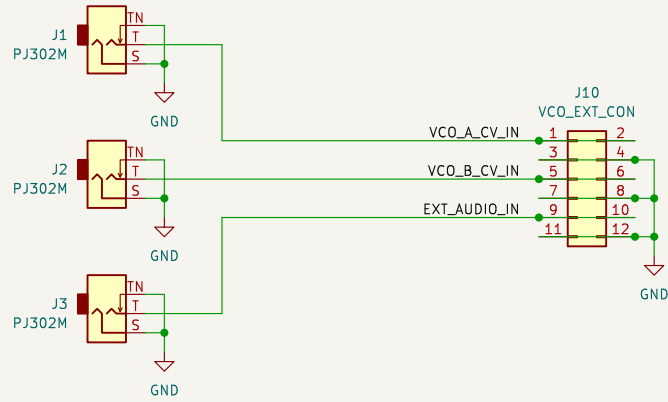 J1
PJ302M
TN
T
S
GND
J2
PJ302M
TN
T
S
GND
J3
PJ302M
TN
T
S
GND
VCO_A_CV_IN
VCO_B_CV_IN
EXT_AUDIO_IN
J10
VCO_EXT_CON
1 2
3 4
5 6
7 8
9 10
11 12
GND